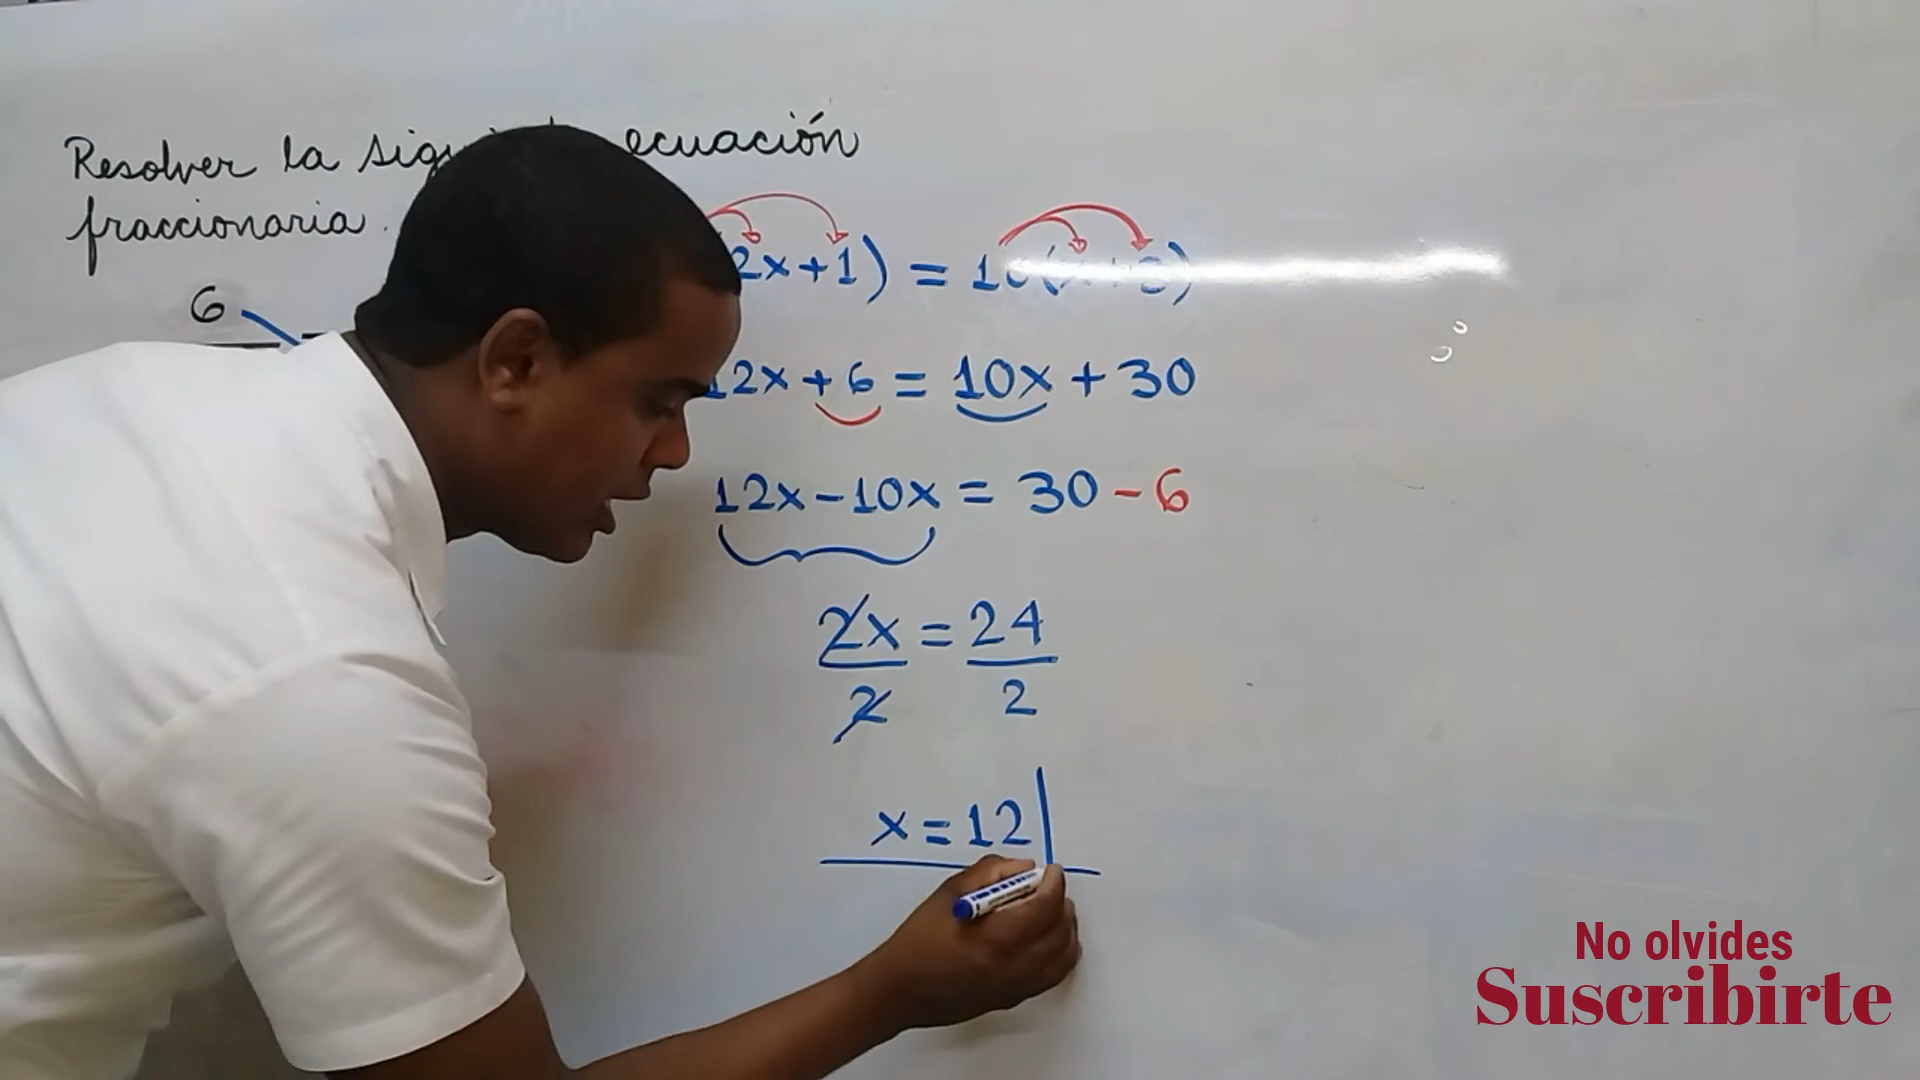 Resolver la ecuación
fraccionaria.
6
2x+1) = 10(x+3)
12x + 6 = 10x + 30
12x - 10x = 30 - 6
2x = 24
2 2
x = 12
No olvides
Suscribirte